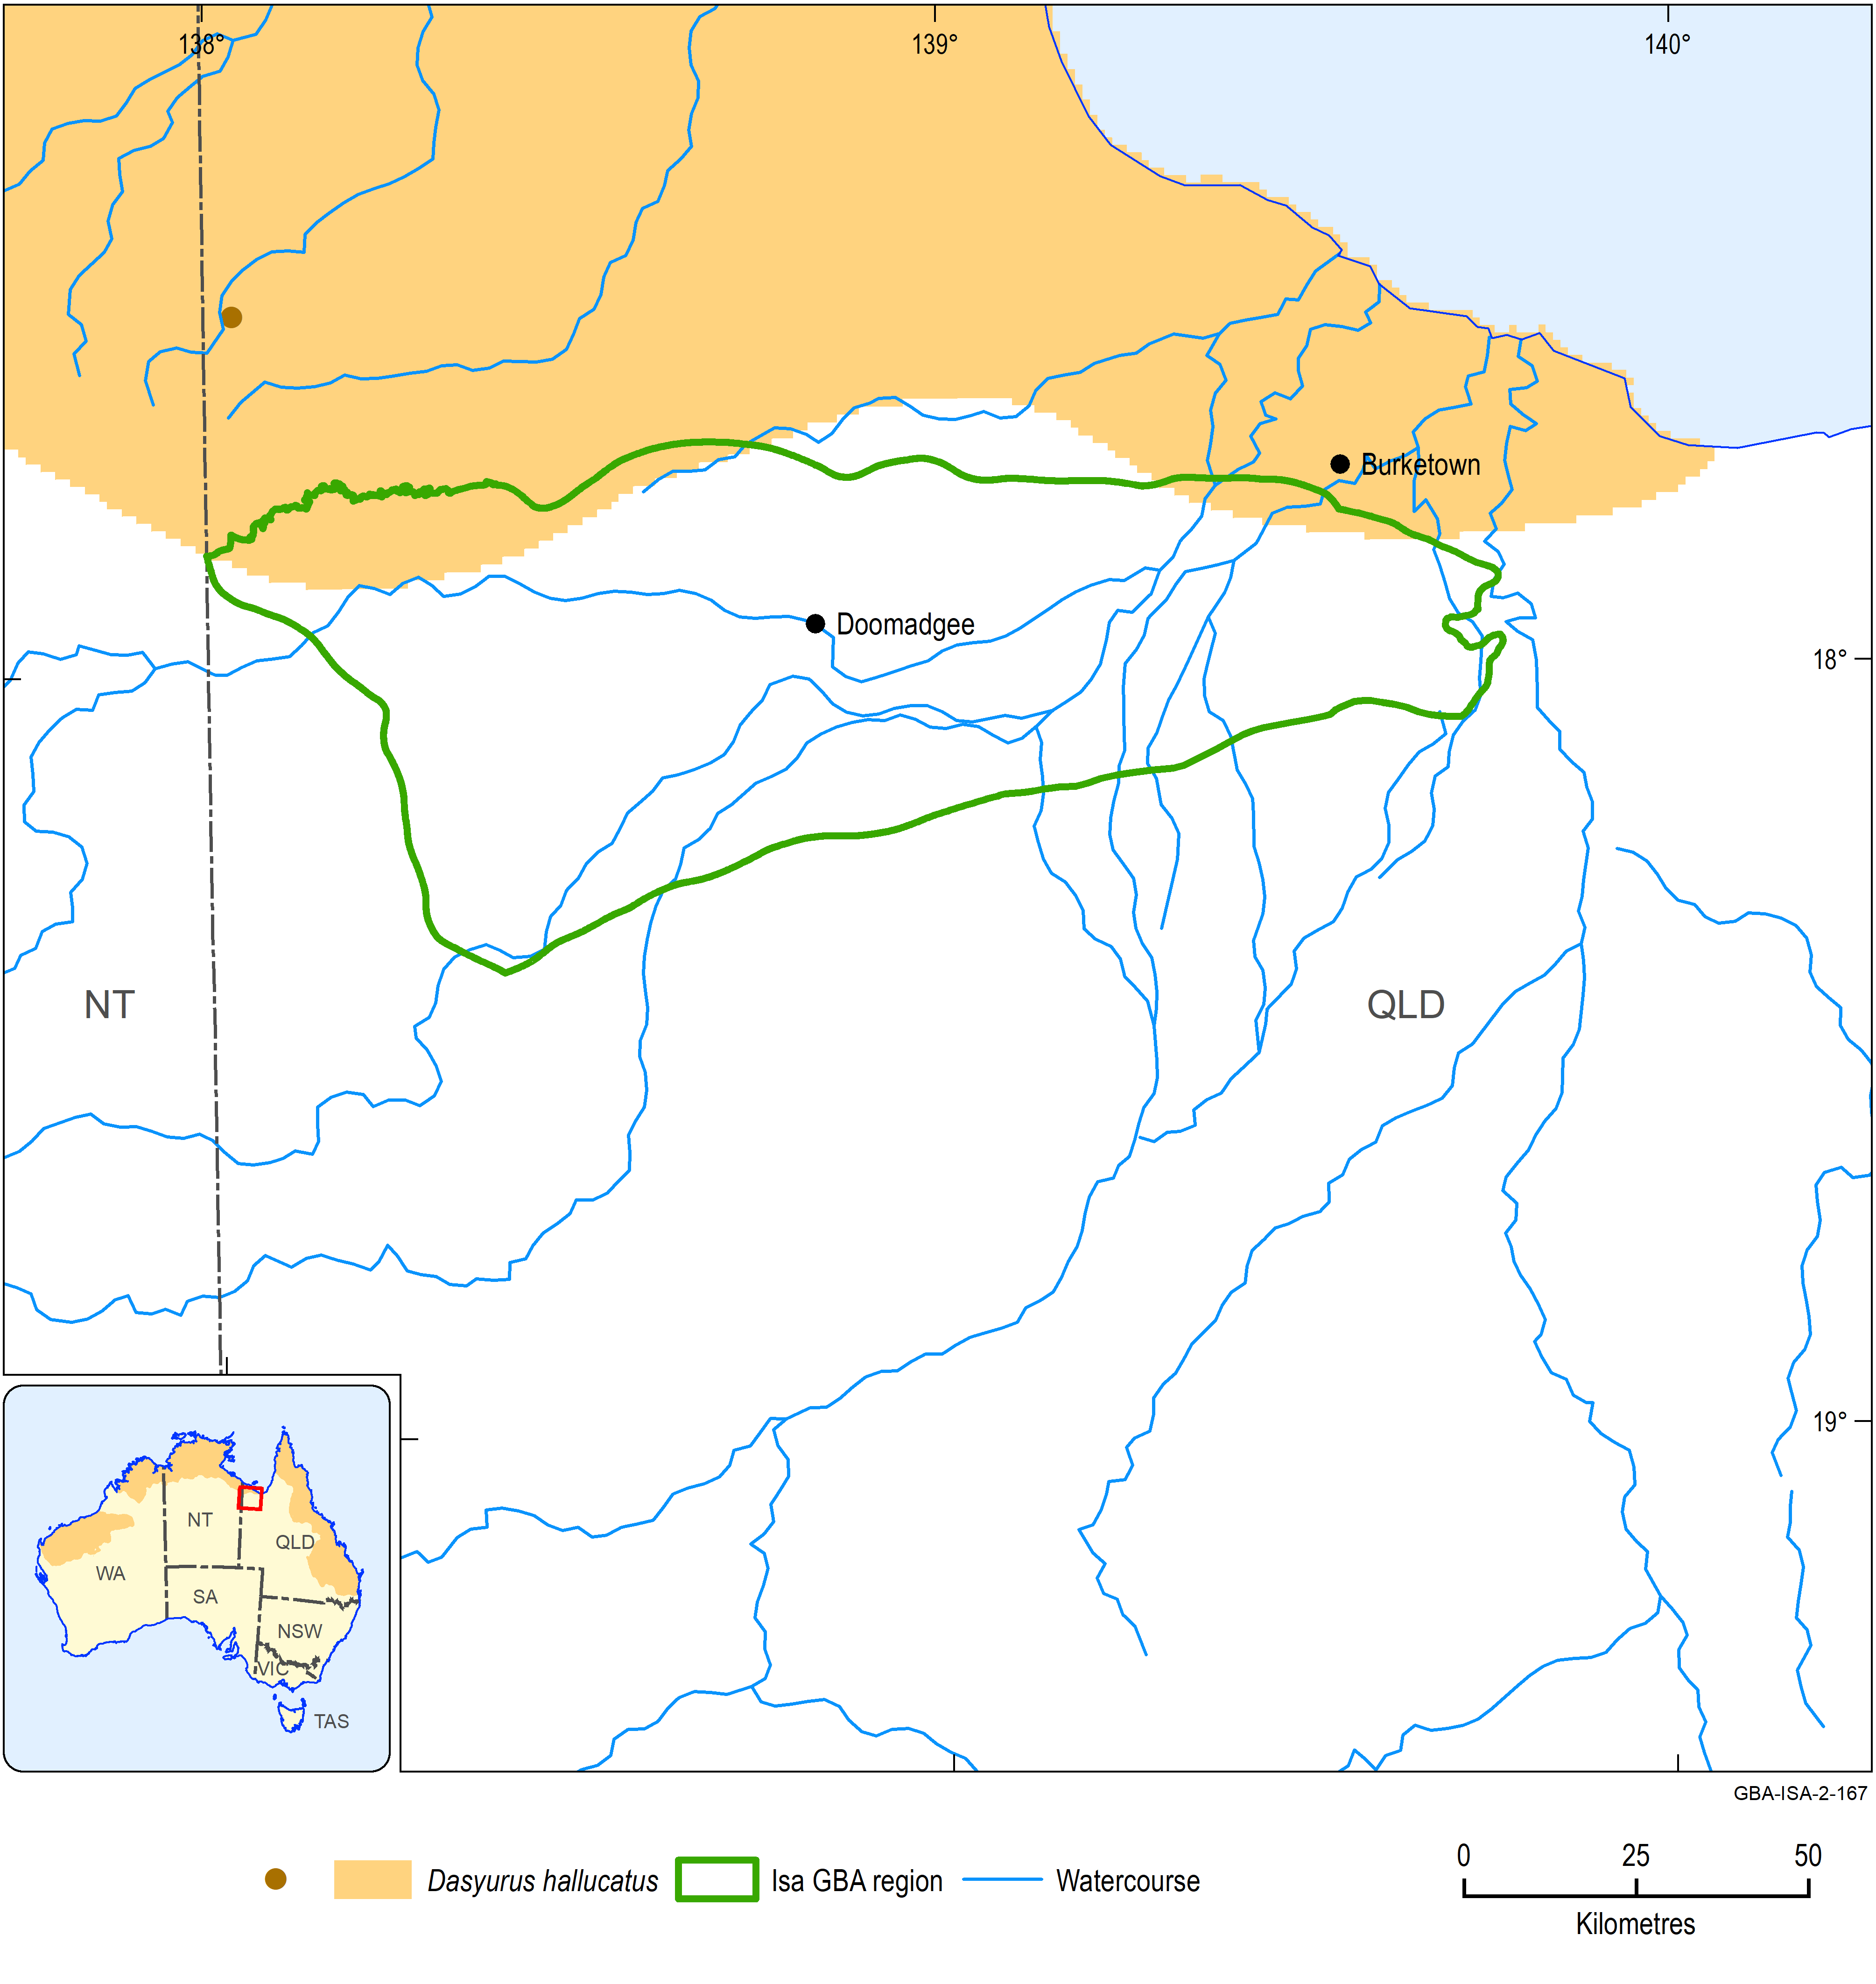 138°
139°
140°
Burketown
Doomadgee
18°
NT
QLD
19°
NT
QLD
WA
SA
NSW
VIC
TAS
GBA-ISA-2-167
Dasyurus hallucatus
Isa GBA region
Watercourse
0 25 50
Kilometres